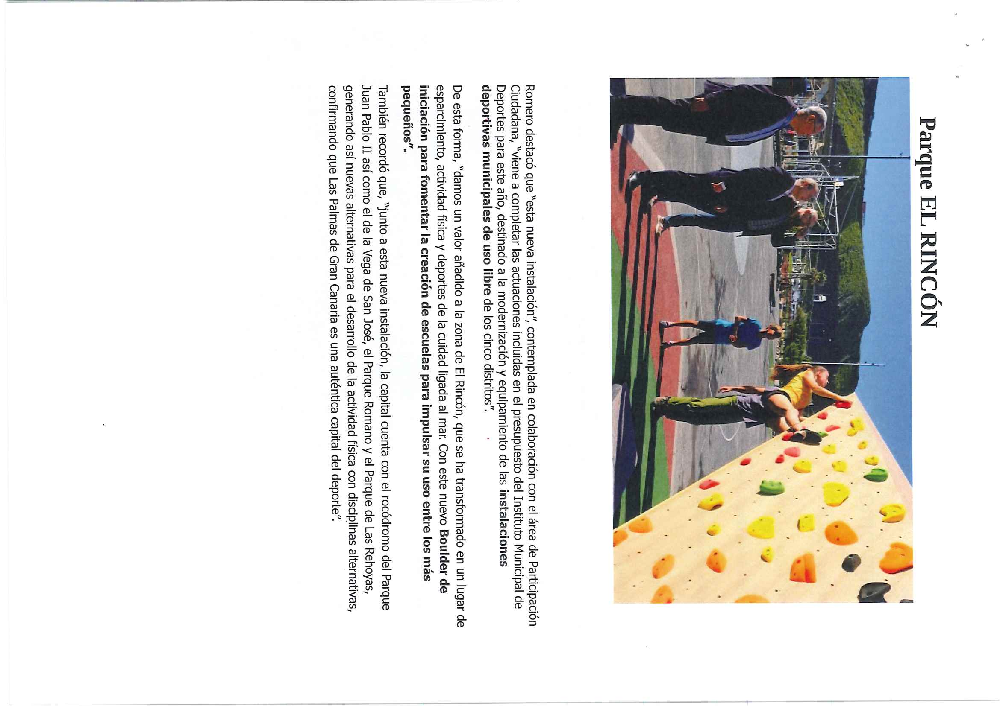 Parque EL RINCÓN
Romero destacó que “esta nueva instalación”, contemplada en colaboración con el área de Participación
Ciudadana, “viene a completar las actuaciones incluidas en el presupuesto del Instituto Municipal de
Deportes para este año, destinado a la modernización y equipamiento de las instalaciones
deportivas municipales de uso libre de los cinco distritos”.
De esta forma, “damos un valor añadido a la zona de El Rincón, que se ha transformado en un lugar de
esparcimiento, actividad física y deportes de la cuidad ligada al mar. Con este nuevo Boulder de
iniciación para fomentar la creación de escuelas para impulsar su uso entre los más
pequeños”.
También recordó que, “junto a esta nueva instalación, la capital cuenta con el rocódromo del Parque
Juan Pablo II así como el de la Vega de San José, el Parque Romano y el Parque de Las Rehoyas,
generando así nuevas alternativas para el desarrollo de la actividad física con disciplinas alternativas,
confirmando que Las Palmas de Gran Canaria es una auténtica capital del deporte”.